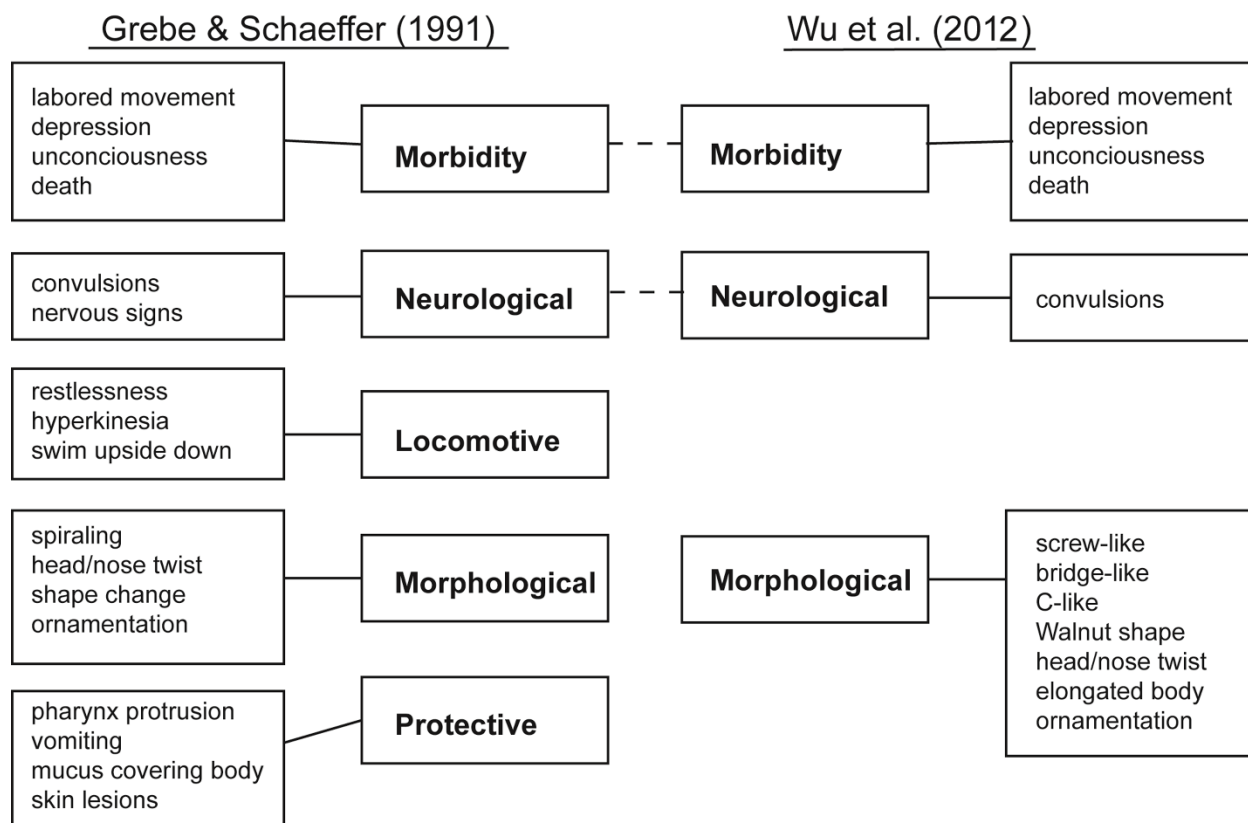 Grebe & Schaeffer (1991)
Wu et al. (2012)
labored movement
depression
unconciousness
death
Morbidity
Morbidity
labored movement
depression
unconciousness
death
convulsions
nervous signs
Neurological
Neurological
convulsions
restlessness
hyperkinesia
swim upside down
Locomotive
spiraling
head/nose twist
shape change
ornamentation
Morphological
Morphological
screw-like
bridge-like
C-like
Walnut shape
head/nose twist
elongated body
ornamentation
pharynx protrusion
vomiting
mucus covering body
skin lesions
Protective